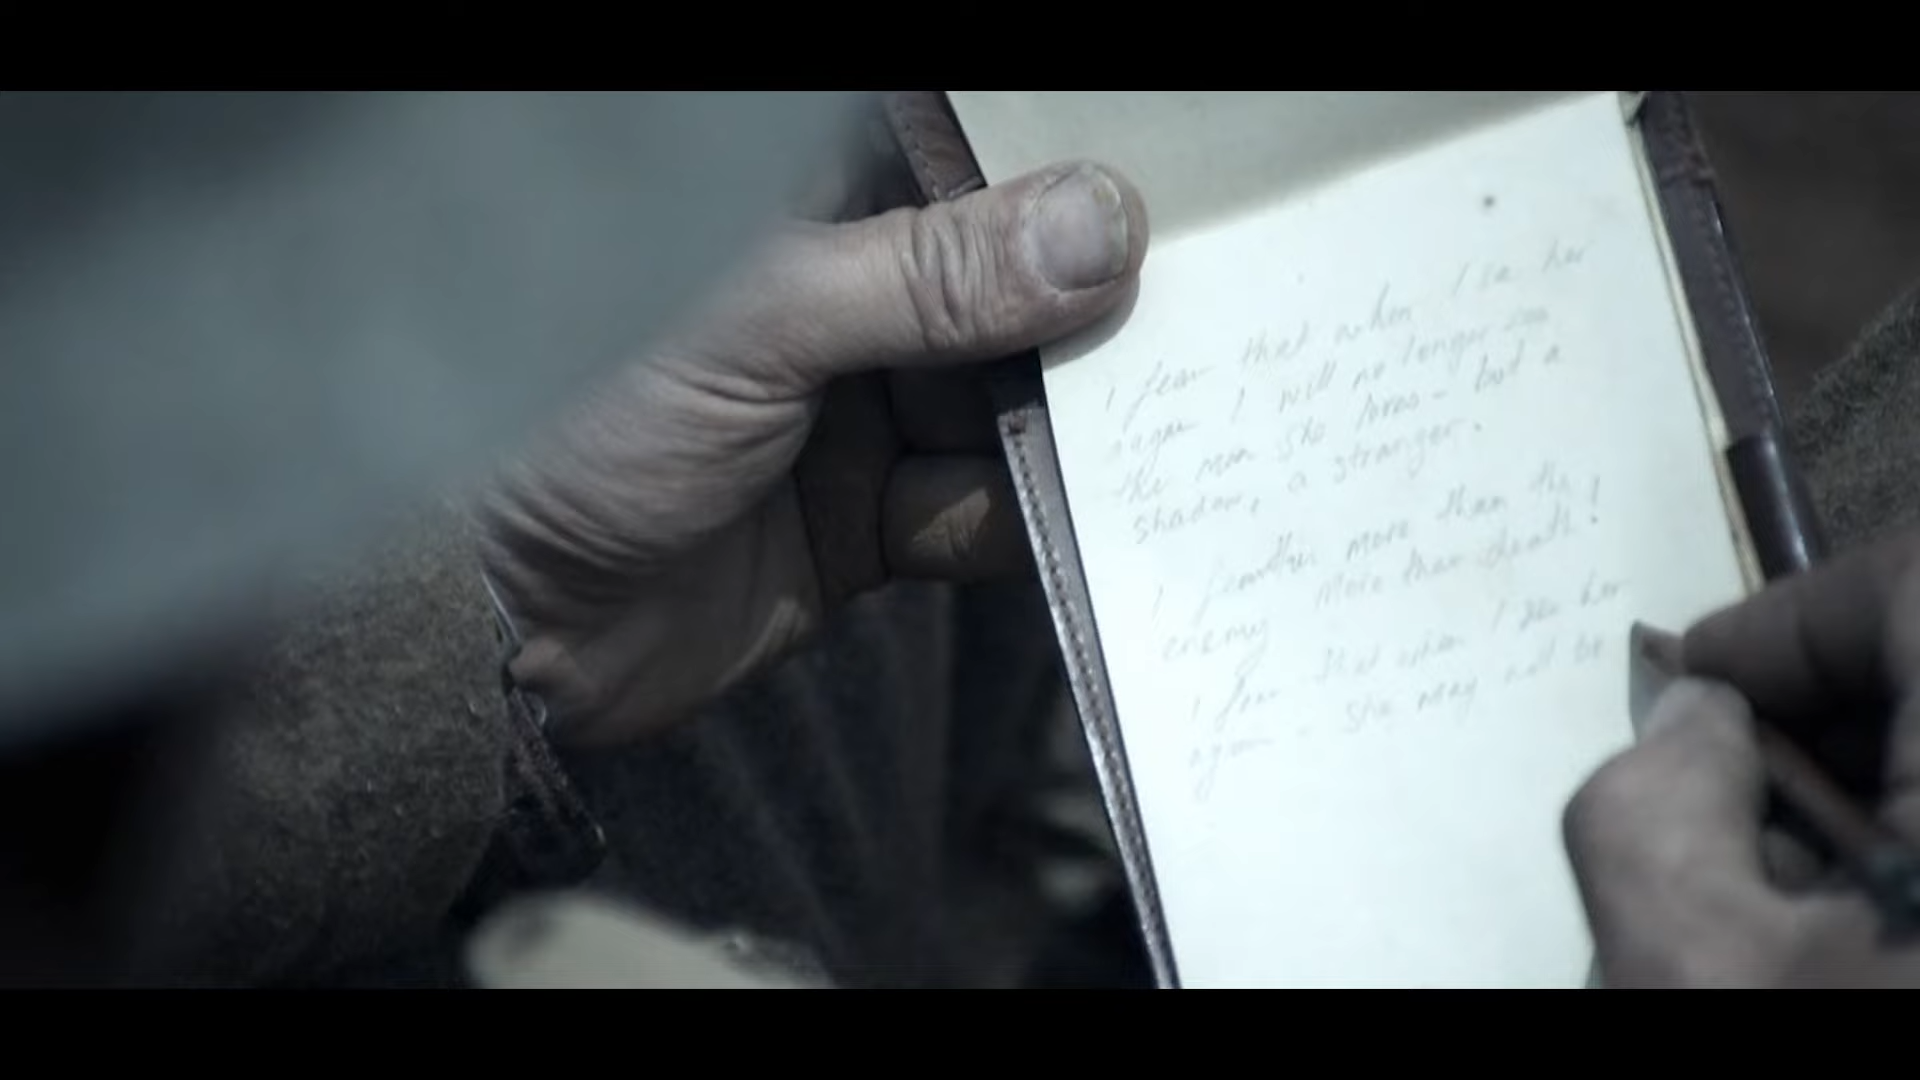 I fear that when I see her
again I will no longer see
the man she loves - but a
shadow, a stranger.
I fear this more than the
enemy more than death!
I fear that when I see her
again - she may not be